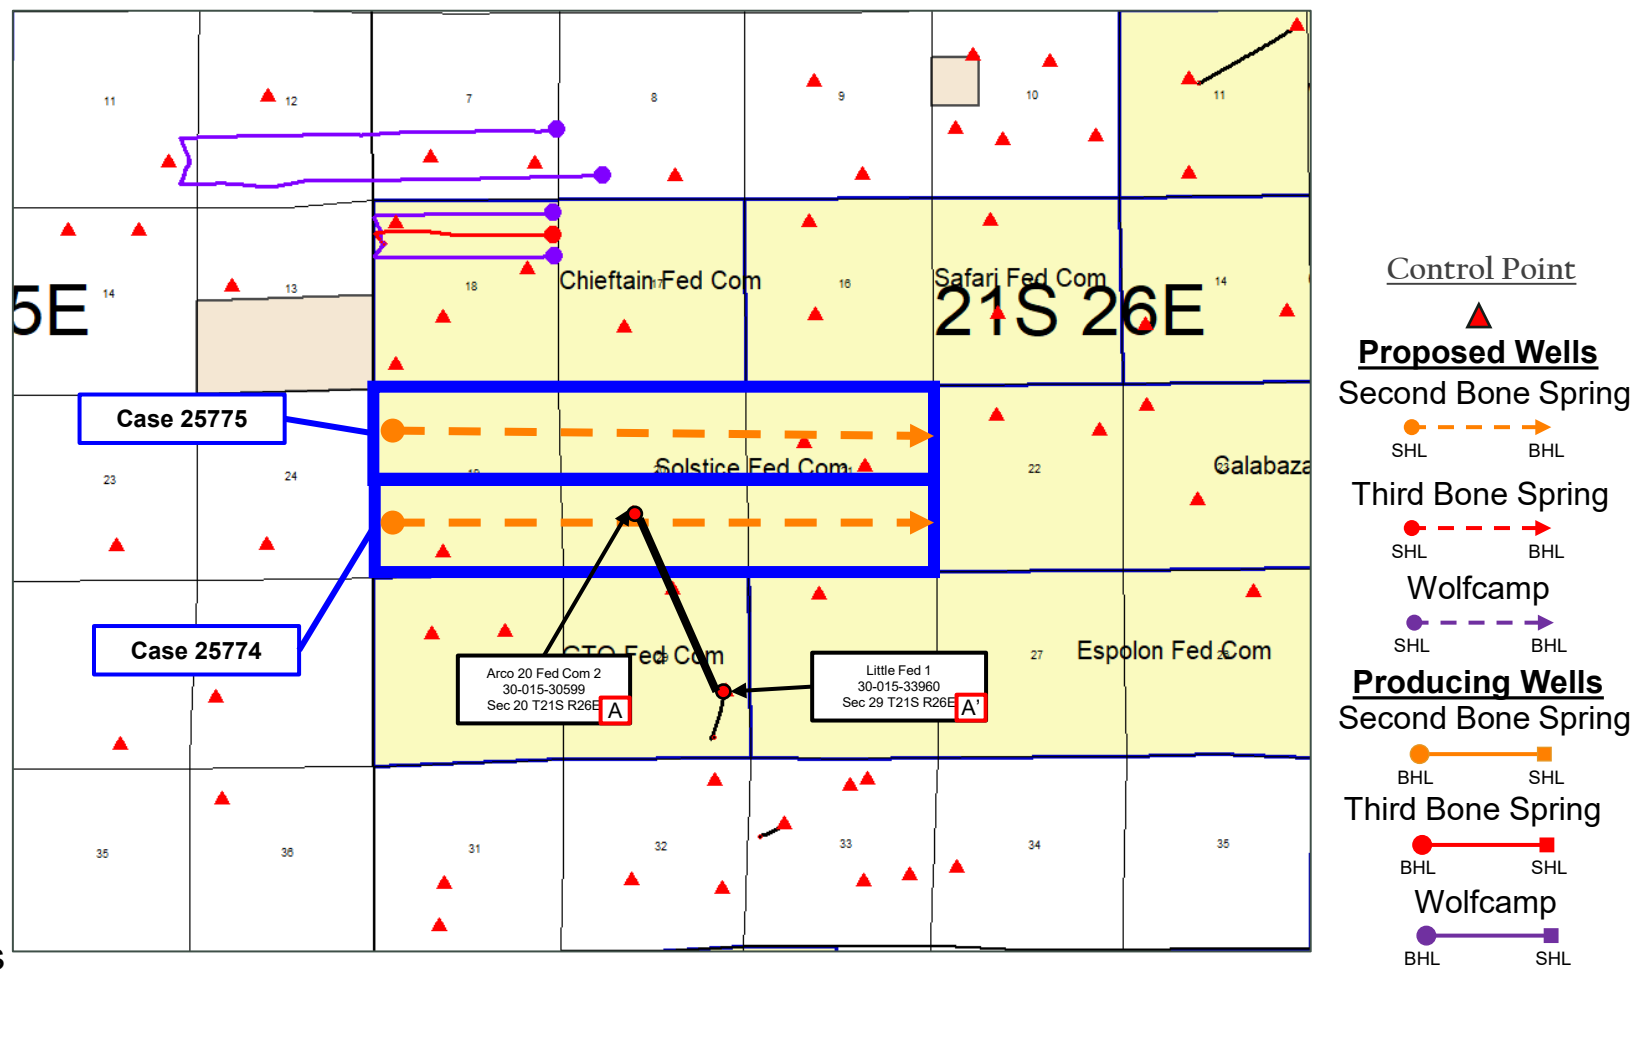 11
12
7
8
9
10
11
14
13
18
17
16
14
5E
Chieftain Fed Com
Safari Fed Com
21S 26E
Case 25775
23
24
19
Solstice Fed Com
21
22
Calabaza
Case 25774
Fed Com
29
27
Espolon Fed Com
Arco 20 Fed Com 2
30-015-30599
Sec 20 T21S R26E
A
Little Fed 1
30-015-33960
Sec 29 T21S R26E
A'
35
36
31
32
33
34
35
s
Control Point
Proposed Wells
Second Bone Spring
SHL BHL
Third Bone Spring
SHL BHL
Wolfcamp
SHL BHL
Producing Wells
Second Bone Spring
BHL SHL
Third Bone Spring
BHL SHL
Wolfcamp
BHL SHL